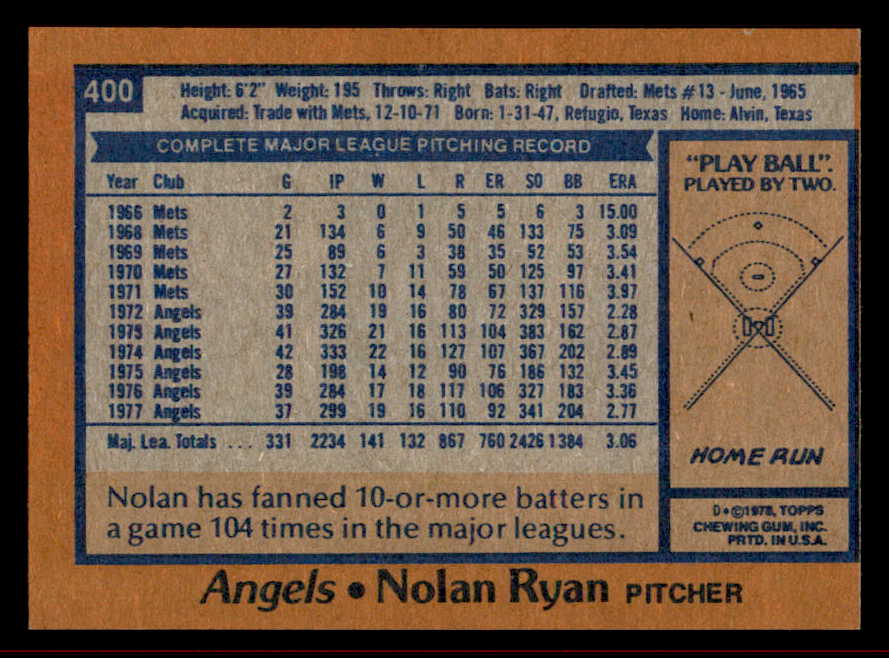 400
Height: 6'2" Weight: 195 Throws: Right Bats: Right Drafted: Mets #13 - June, 1965
Acquired: Trade with Mets, 12-10-71 Born: 1-31-47, Refugio, Texas Home: Alvin, Texas
COMPLETE MAJOR LEAGUE PITCHING RECORD
Year Club G IP W L R ER SO BB ERA
1966 Mets 2 3 0 1 5 5 6 3 15.00
1968 Mets 21 134 6 9 50 46 133 75 3.09
1969 Mets 25 89 6 3 38 35 92 53 3.54
1970 Mets 27 132 7 11 59 50 125 97 3.41
1971 Mets 30 152 10 14 78 67 137 116 3.97
1972 Angels 39 284 19 16 80 72 329 157 2.28
1973 Angels 41 326 21 16 113 104 383 162 2.87
1974 Angels 42 333 22 16 127 107 367 202 2.89
1975 Angels 28 198 14 12 90 76 186 132 3.45
1976 Angels 39 284 17 18 117 106 327 183 3.36
1977 Angels 37 299 19 16 110 92 341 204 2.77
Maj. Lea. Totals ... 331 2234 141 132 867 760 2426 1384 3.06
Nolan has fanned 10-or-more batters in
a game 104 times in the major leagues.
"PLAY BALL".
PLAYED BY TWO.
HOME RUN
D•©1978, TOPPS
CHEWING GUM, INC.
PRTD. IN U.S.A.
Angels • Nolan Ryan PITCHER